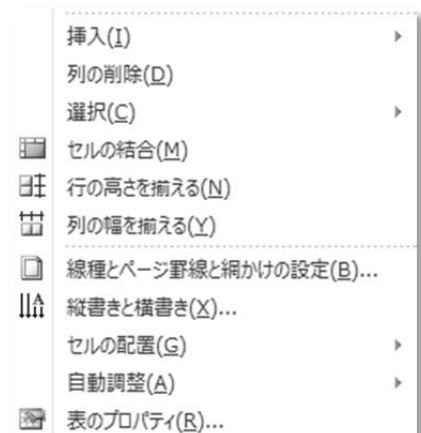 挿入(I)
列の削除(D)
選択(C)
セルの結合(M)
行の高さを揃える(N)
列の幅を揃える(Y)
線種とページ罫線と網かけの設定(B)...
縦書きと横書き(X)...
セルの配置(G)
自動調整(A)
表のプロパティ(R)...